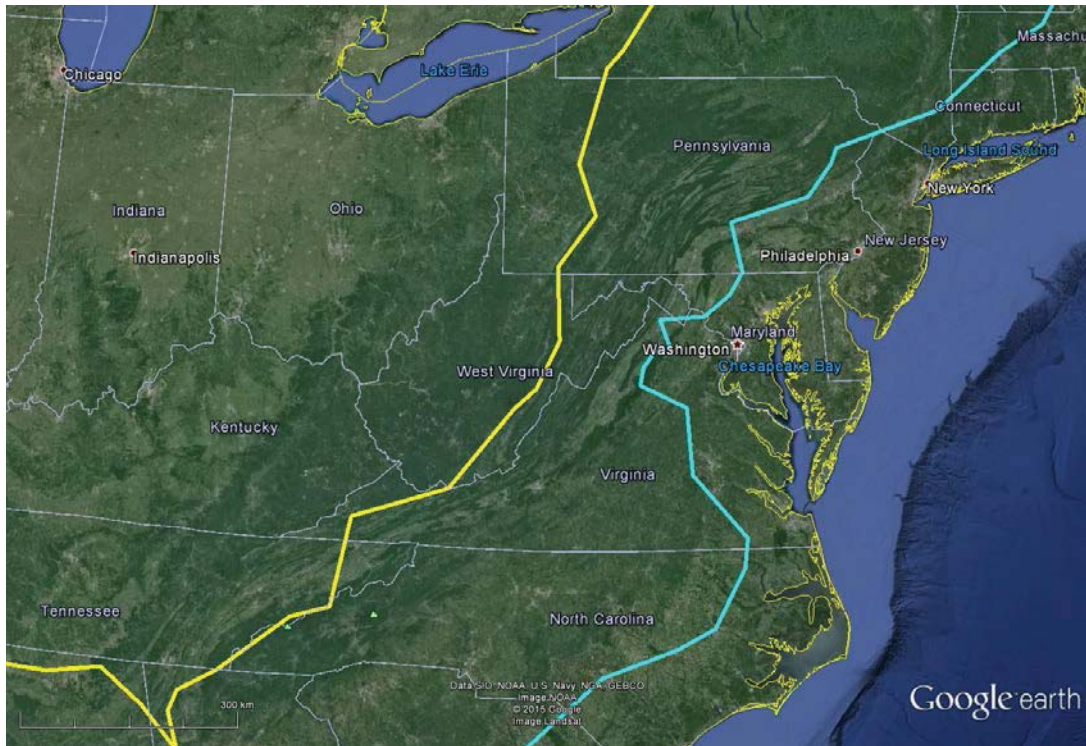 Massachu
Chicago
Lake Erie
Connecticut
Pennsylvania
Long Island Sound
New York
Indiana
Ohio
New Jersey
Indianapolis
Philadelphia
Maryland
Washington
West Virginia
Chesapeake Bay
Kentucky
Virginia
Tennessee
North Carolina
Data SIO, NOAA, U.S. Navy, NGA, GEBCO
Image NOAA
© 2015 Google
Image Landsat
300 km
Google earth